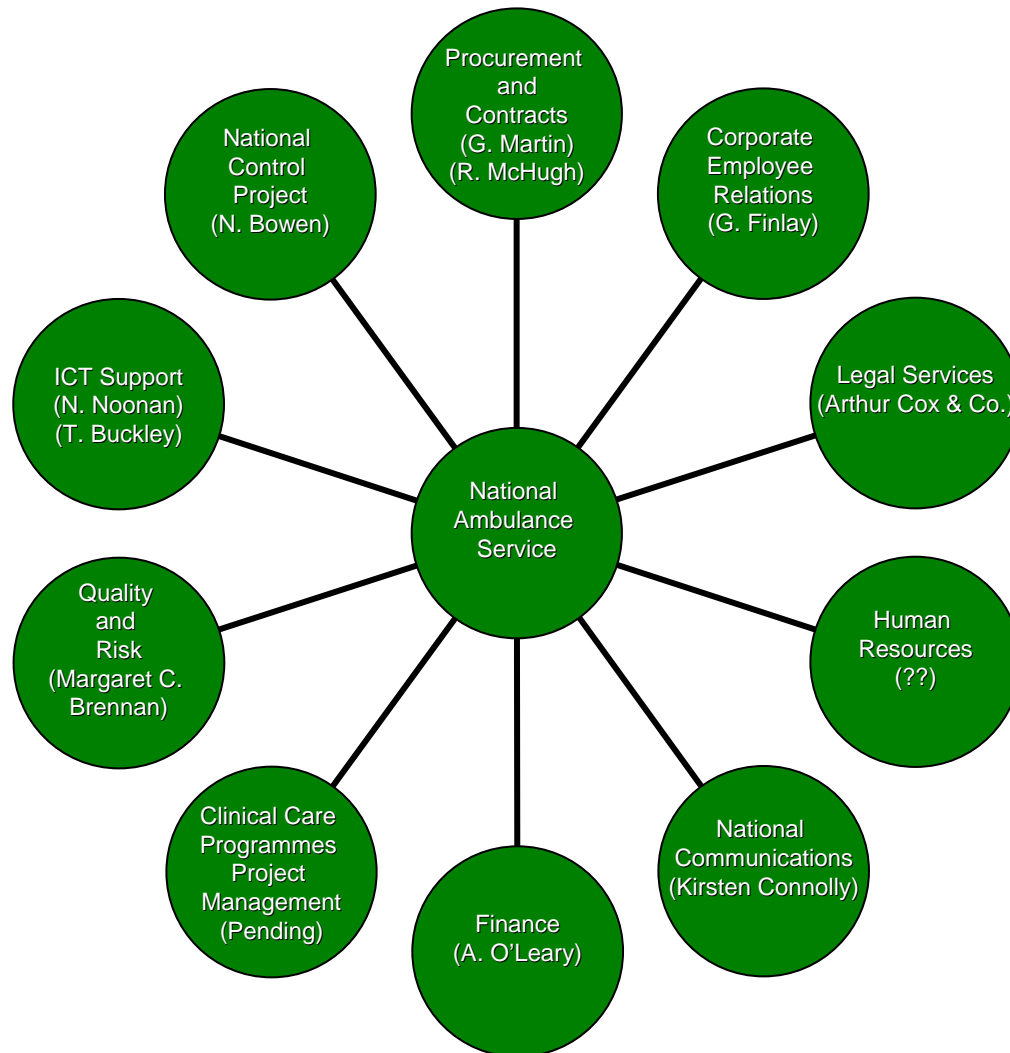 Procurement
and
Contracts
(G. Martin)
(R. McHugh)
National
Control
Project
(N. Bowen)
Corporate
Employee
Relations
(G. Finlay)
ICT Support
(N. Noonan)
(T. Buckley)
Legal Services
(Arthur Cox & Co.)
National
Ambulance
Service
Quality
and
Risk
(Margaret C.
Brennan)
Human
Resources
(??)
Clinical Care
Programmes
Project
Management
(Pending)
National
Communications
(Kirsten Connolly)
Finance
(A. O’Leary)